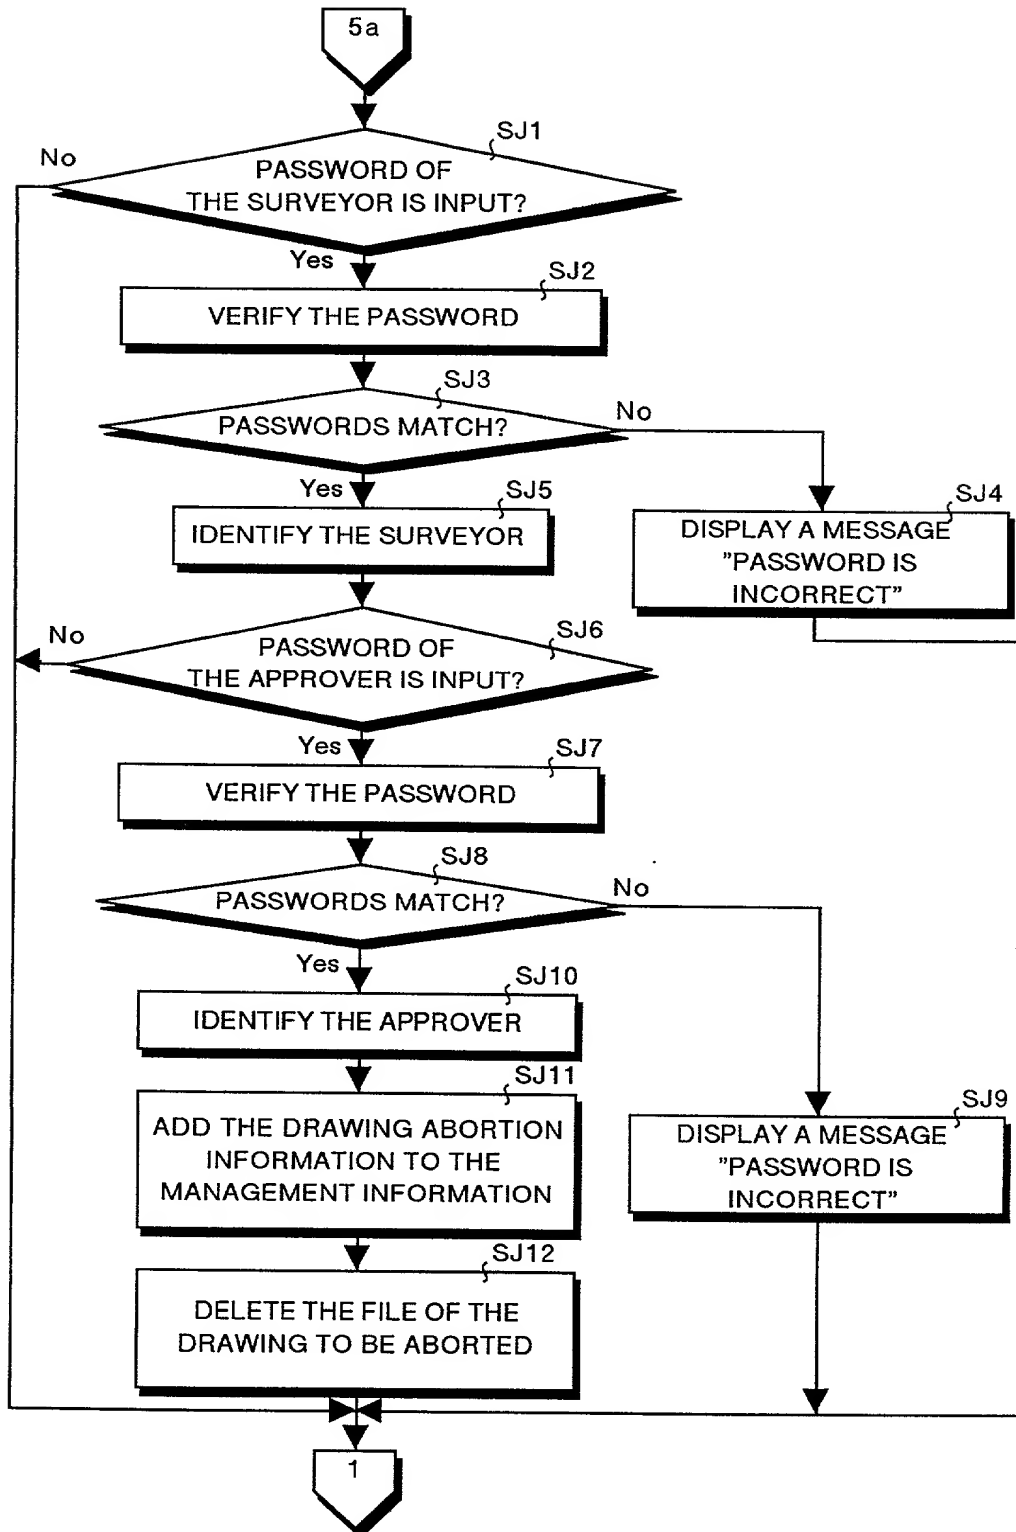 5a
SJ1
No
PASSWORD OF
THE SURVEYOR IS INPUT?
Yes
SJ2
VERIFY THE PASSWORD
SJ3
PASSWORDS MATCH?
No
Yes
SJ5
IDENTIFY THE SURVEYOR
SJ4
DISPLAY A MESSAGE
"PASSWORD IS
INCORRECT"
SJ6
No
PASSWORD OF
THE APPROVER IS INPUT?
Yes
SJ7
VERIFY THE PASSWORD
SJ8
PASSWORDS MATCH?
No
Yes
SJ10
IDENTIFY THE APPROVER
SJ11
ADD THE DRAWING ABORTION
INFORMATION TO THE
MANAGEMENT INFORMATION
SJ9
DISPLAY A MESSAGE
"PASSWORD IS
INCORRECT"
SJ12
DELETE THE FILE OF THE
DRAWING TO BE ABORTED
1